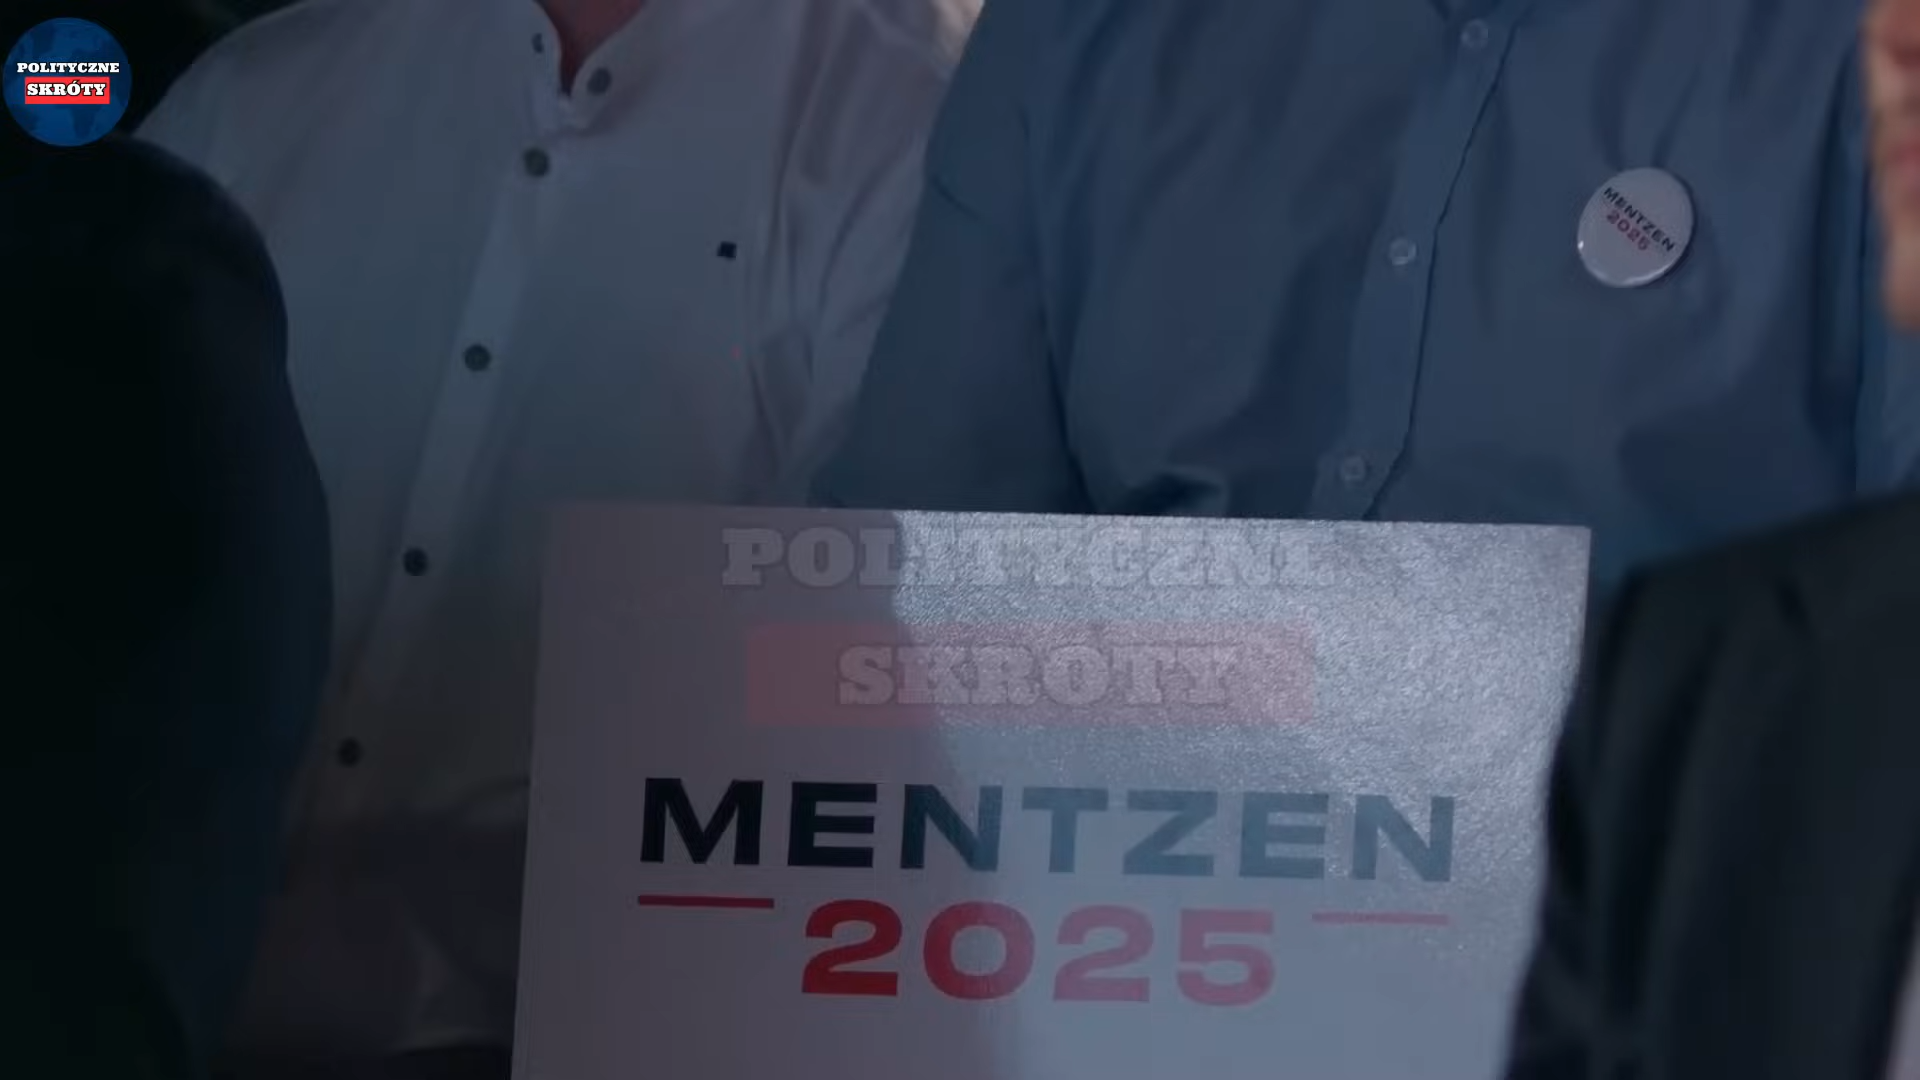 POLITYCZNE
SKRÓTY
MENTZEN
2025
POLITYCZNE
SKRÓTY
MENTZEN
2025